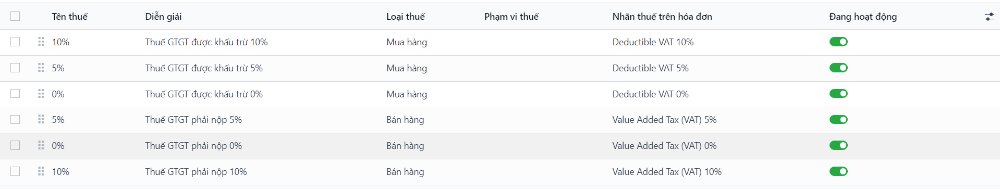 Tên thuế Diễn giải Loại thuế Phạm vi thuế Nhãn thuế trên hóa đơn Đang hoạt động
10% Thuế GTGT được khấu trừ 10% Mua hàng Deductible VAT 10%
5% Thuế GTGT được khấu trừ 5% Mua hàng Deductible VAT 5%
0% Thuế GTGT được khấu trừ 0% Mua hàng Deductible VAT 0%
5% Thuế GTGT phải nộp 5% Bán hàng Value Added Tax (VAT) 5%
0% Thuế GTGT phải nộp 0% Bán hàng Value Added Tax (VAT) 0%
10% Thuế GTGT phải nộp 10% Bán hàng Value Added Tax (VAT) 10%